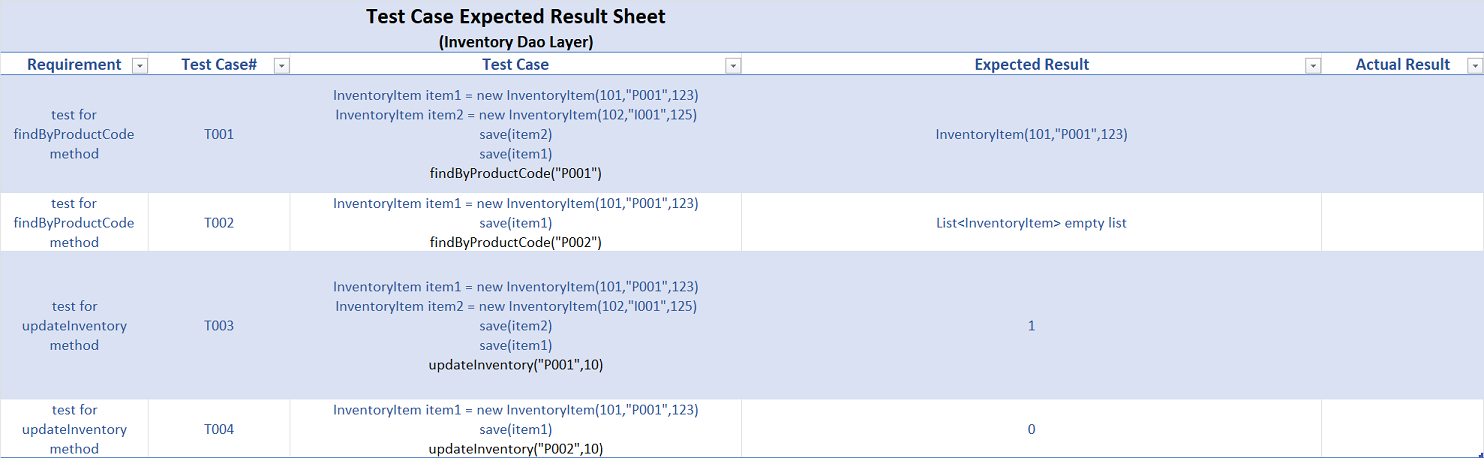 Test Case Expected Result Sheet
(Inventory Dao Layer)
Requirement Test Case# Test Case Expected Result Actual Result
test for
findByProductCode
method
T001
InventoryItem item1 = new InventoryItem(101,"P001",123)
InventoryItem item2 = new InventoryItem(102,"I001",125)
save(item2)
save(item1)
findByProductCode("P001")
InventoryItem(101,"P001",123)
test for
findByProductCode
method
T002
InventoryItem item1 = new InventoryItem(101,"P001",123)
save(item1)
findByProductCode("P002")
List<InventoryItem> empty list
test for
updateInventory
method
T003
InventoryItem item1 = new InventoryItem(101,"P001",123)
InventoryItem item2 = new InventoryItem(102,"I001",125)
save(item2)
save(item1)
updateInventory("P001",10)
1
test for
updateInventory
method
T004
InventoryItem item1 = new InventoryItem(101,"P001",123)
save(item1)
updateInventory("P002",10)
0